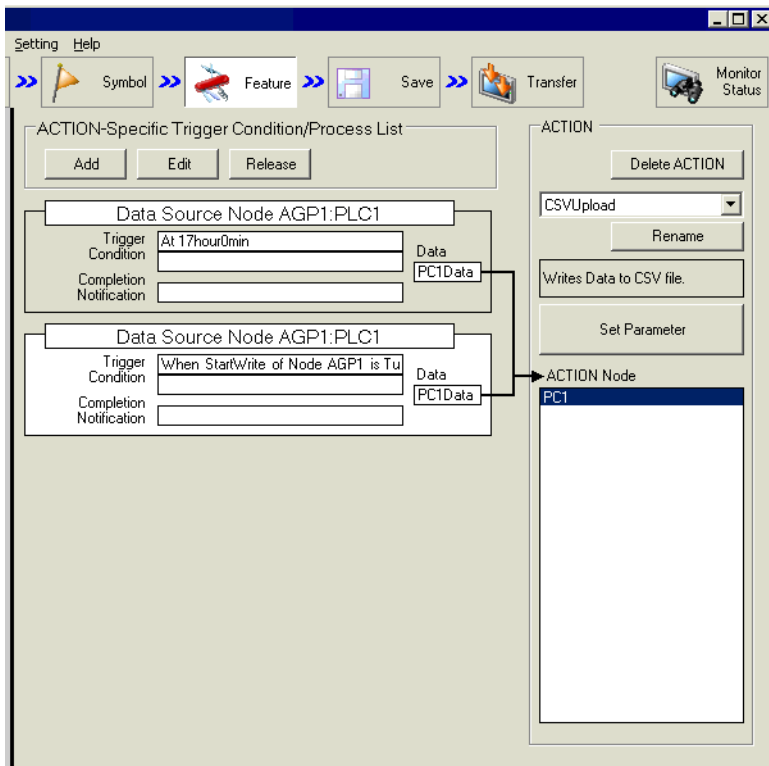 Setting Help
Symbol
Feature
Save
Transfer
Monitor
Status
ACTION-Specific Trigger Condition/Process List
Add
Edit
Release
Data Source Node AGP1:PLC1
Trigger
Condition
At 17hour0min
Completion
Notification
Data
PC1Data
Data Source Node AGP1:PLC1
Trigger
Condition
When StartWrite of Node AGP1 is Tu
Completion
Notification
Data
PC1Data
ACTION
Delete ACTION
CSVUpload
Rename
Writes Data to CSV file.
Set Parameter
ACTION Node
PC1